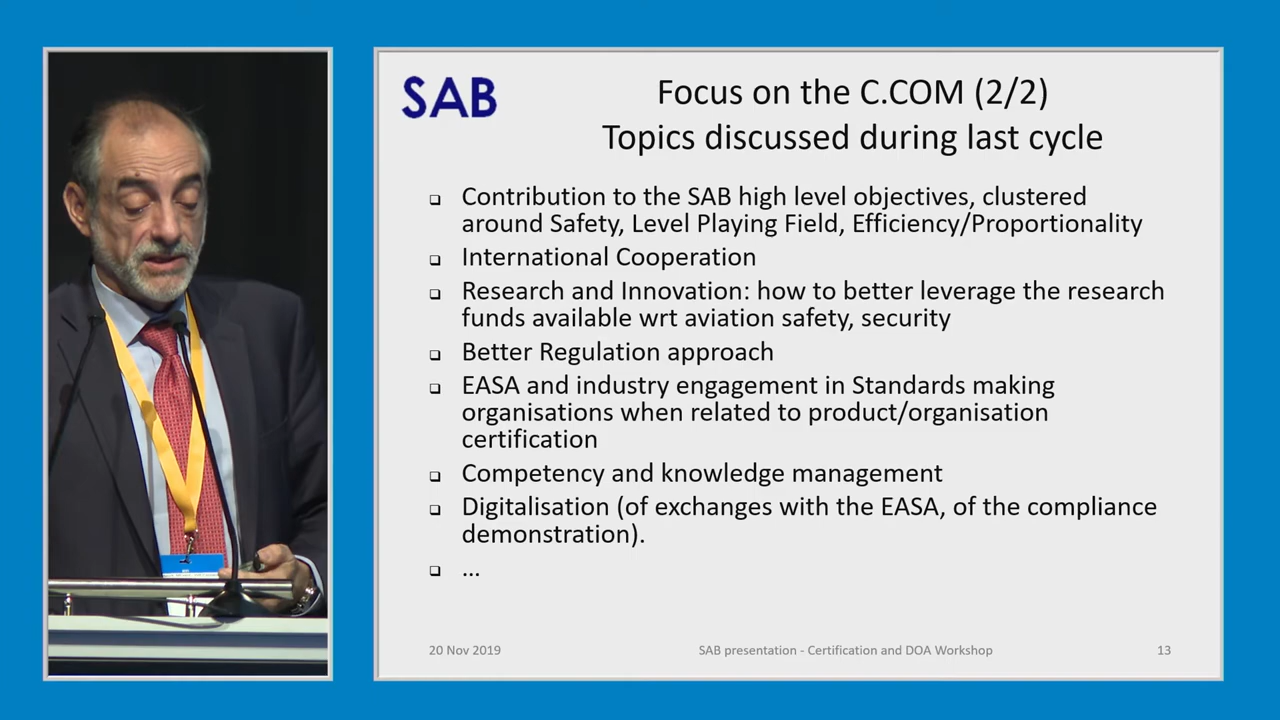 SAB
Focus on the C.COM (2/2)
Topics discussed during last cycle
❑ Contribution to the SAB high level objectives, clustered
around Safety, Level Playing Field, Efficiency/Proportionality
❑ International Cooperation
❑ Research and Innovation: how to better leverage the research
funds available wrt aviation safety, security
❑ Better Regulation approach
❑ EASA and industry engagement in Standards making
organisations when related to product/organisation
certification
❑ Competency and knowledge management
❑ Digitalisation (of exchanges with the EASA, of the compliance
demonstration).
❑ ...
20 Nov 2019
SAB presentation - Certification and DOA Workshop
13